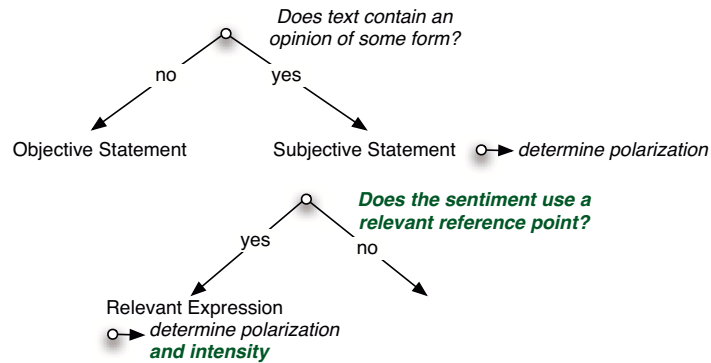 Does text contain an
opinion of some form?
no
yes
Objective Statement
Subjective Statement
determine polarization
Does the sentiment use a
relevant reference point?
yes
no
Relevant Expression
determine polarization
and intensity